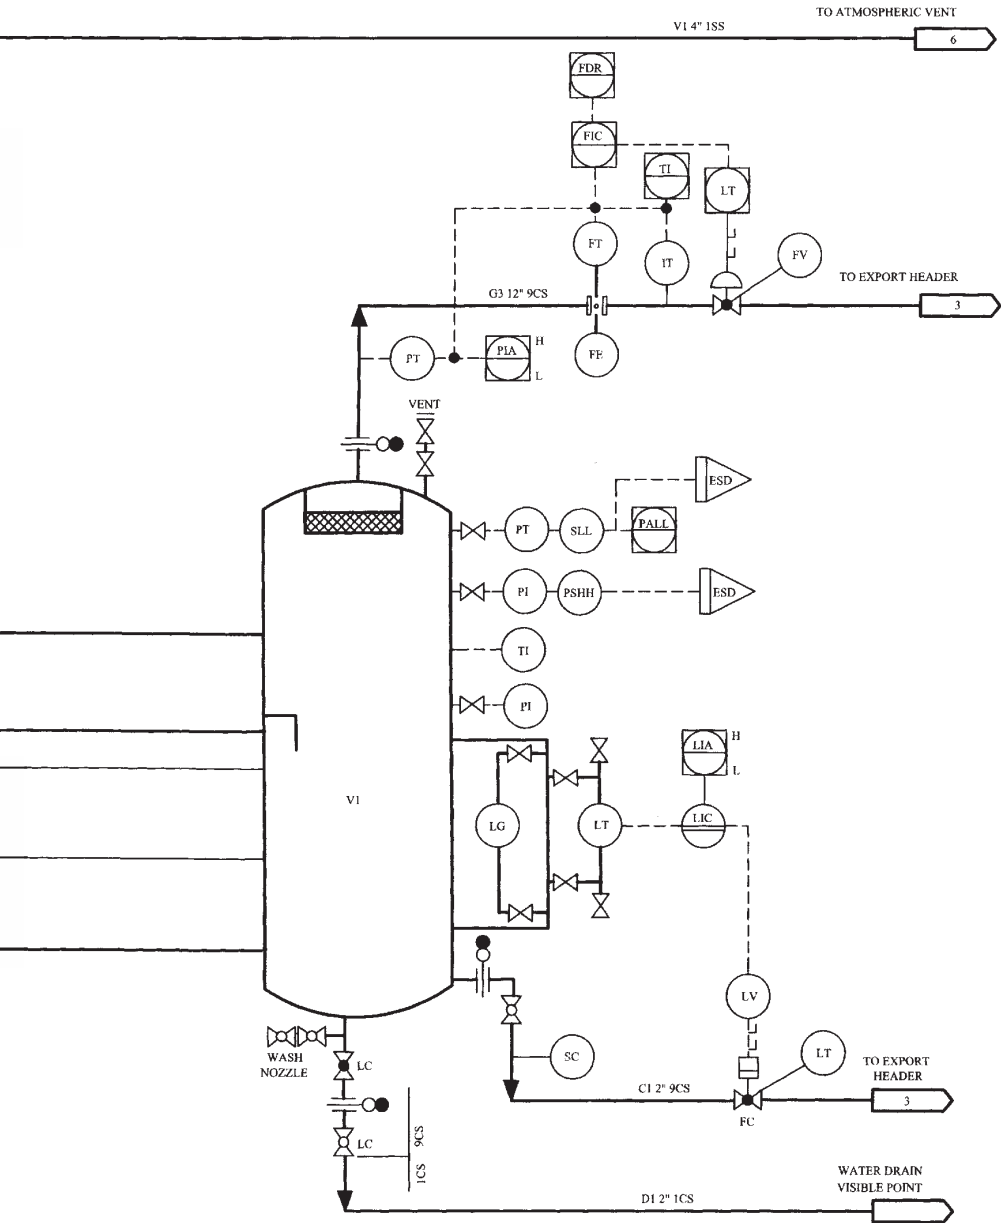 TO ATMOSPHERIC VENT
V1 4" 1SS
6
FDR
FIC
TI
LT
FT
IT
FV
TO EXPORT HEADER
G3 12" 9CS
3
PT
PIA
H
L
FE
VENT
ESD
PT
SLL
PALL
PI
PSHH
ESD
TI
PI
LIA
H
L
V1
LG
LT
LIC
LV
WASH
NOZZLE
LC
SC
LT
TO EXPORT
HEADER
C1 2" 9CS
3
FC
LC
9CS
1CS
WATER DRAIN
VISIBLE POINT
D1 2" 1CS